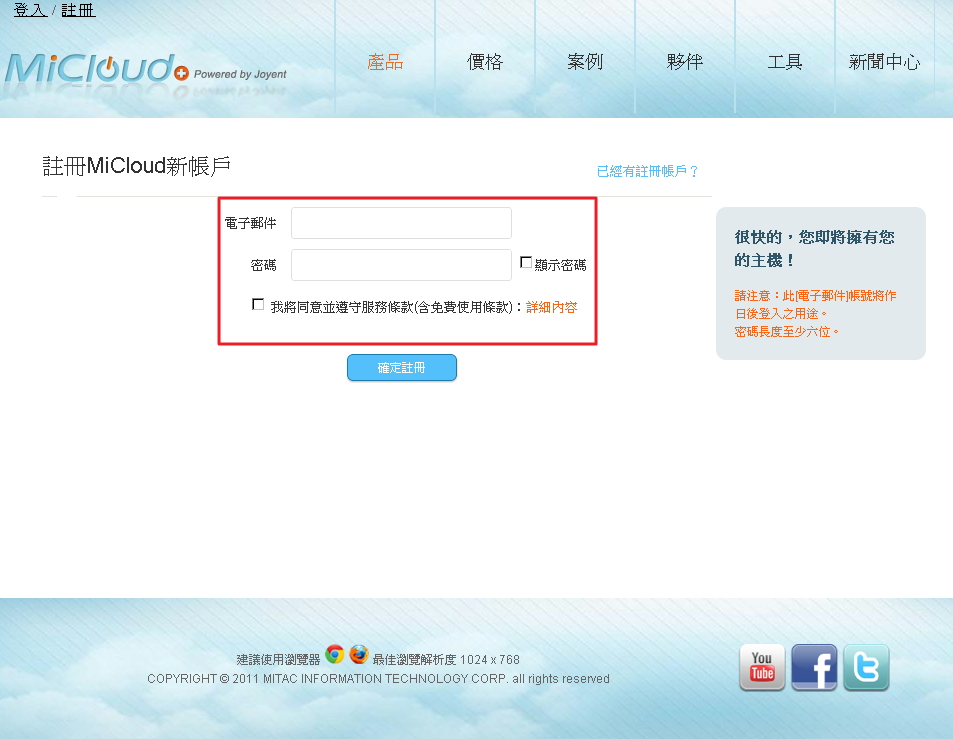 登入 / 註冊
MiCloud Powered by Joyent
產品 價格 案例 夥伴 工具 新聞中心
註冊MiCloud新帳戶
已經有註冊帳戶？
電子郵件
密碼 顯示密碼
我將同意並遵守服務條款(含免費使用條款)：詳細內容
確定註冊
很快的，您即將擁有您
的主機！
請注意：此[電子郵件]帳號將作
日後登入之用途。
密碼長度至少六位。
建議使用瀏覽器 最佳瀏覽解析度 1024 x 768
COPYRIGHT © 2011 MITAC INFORMATION TECHNOLOGY CORP. all rights reserved
You
Tube